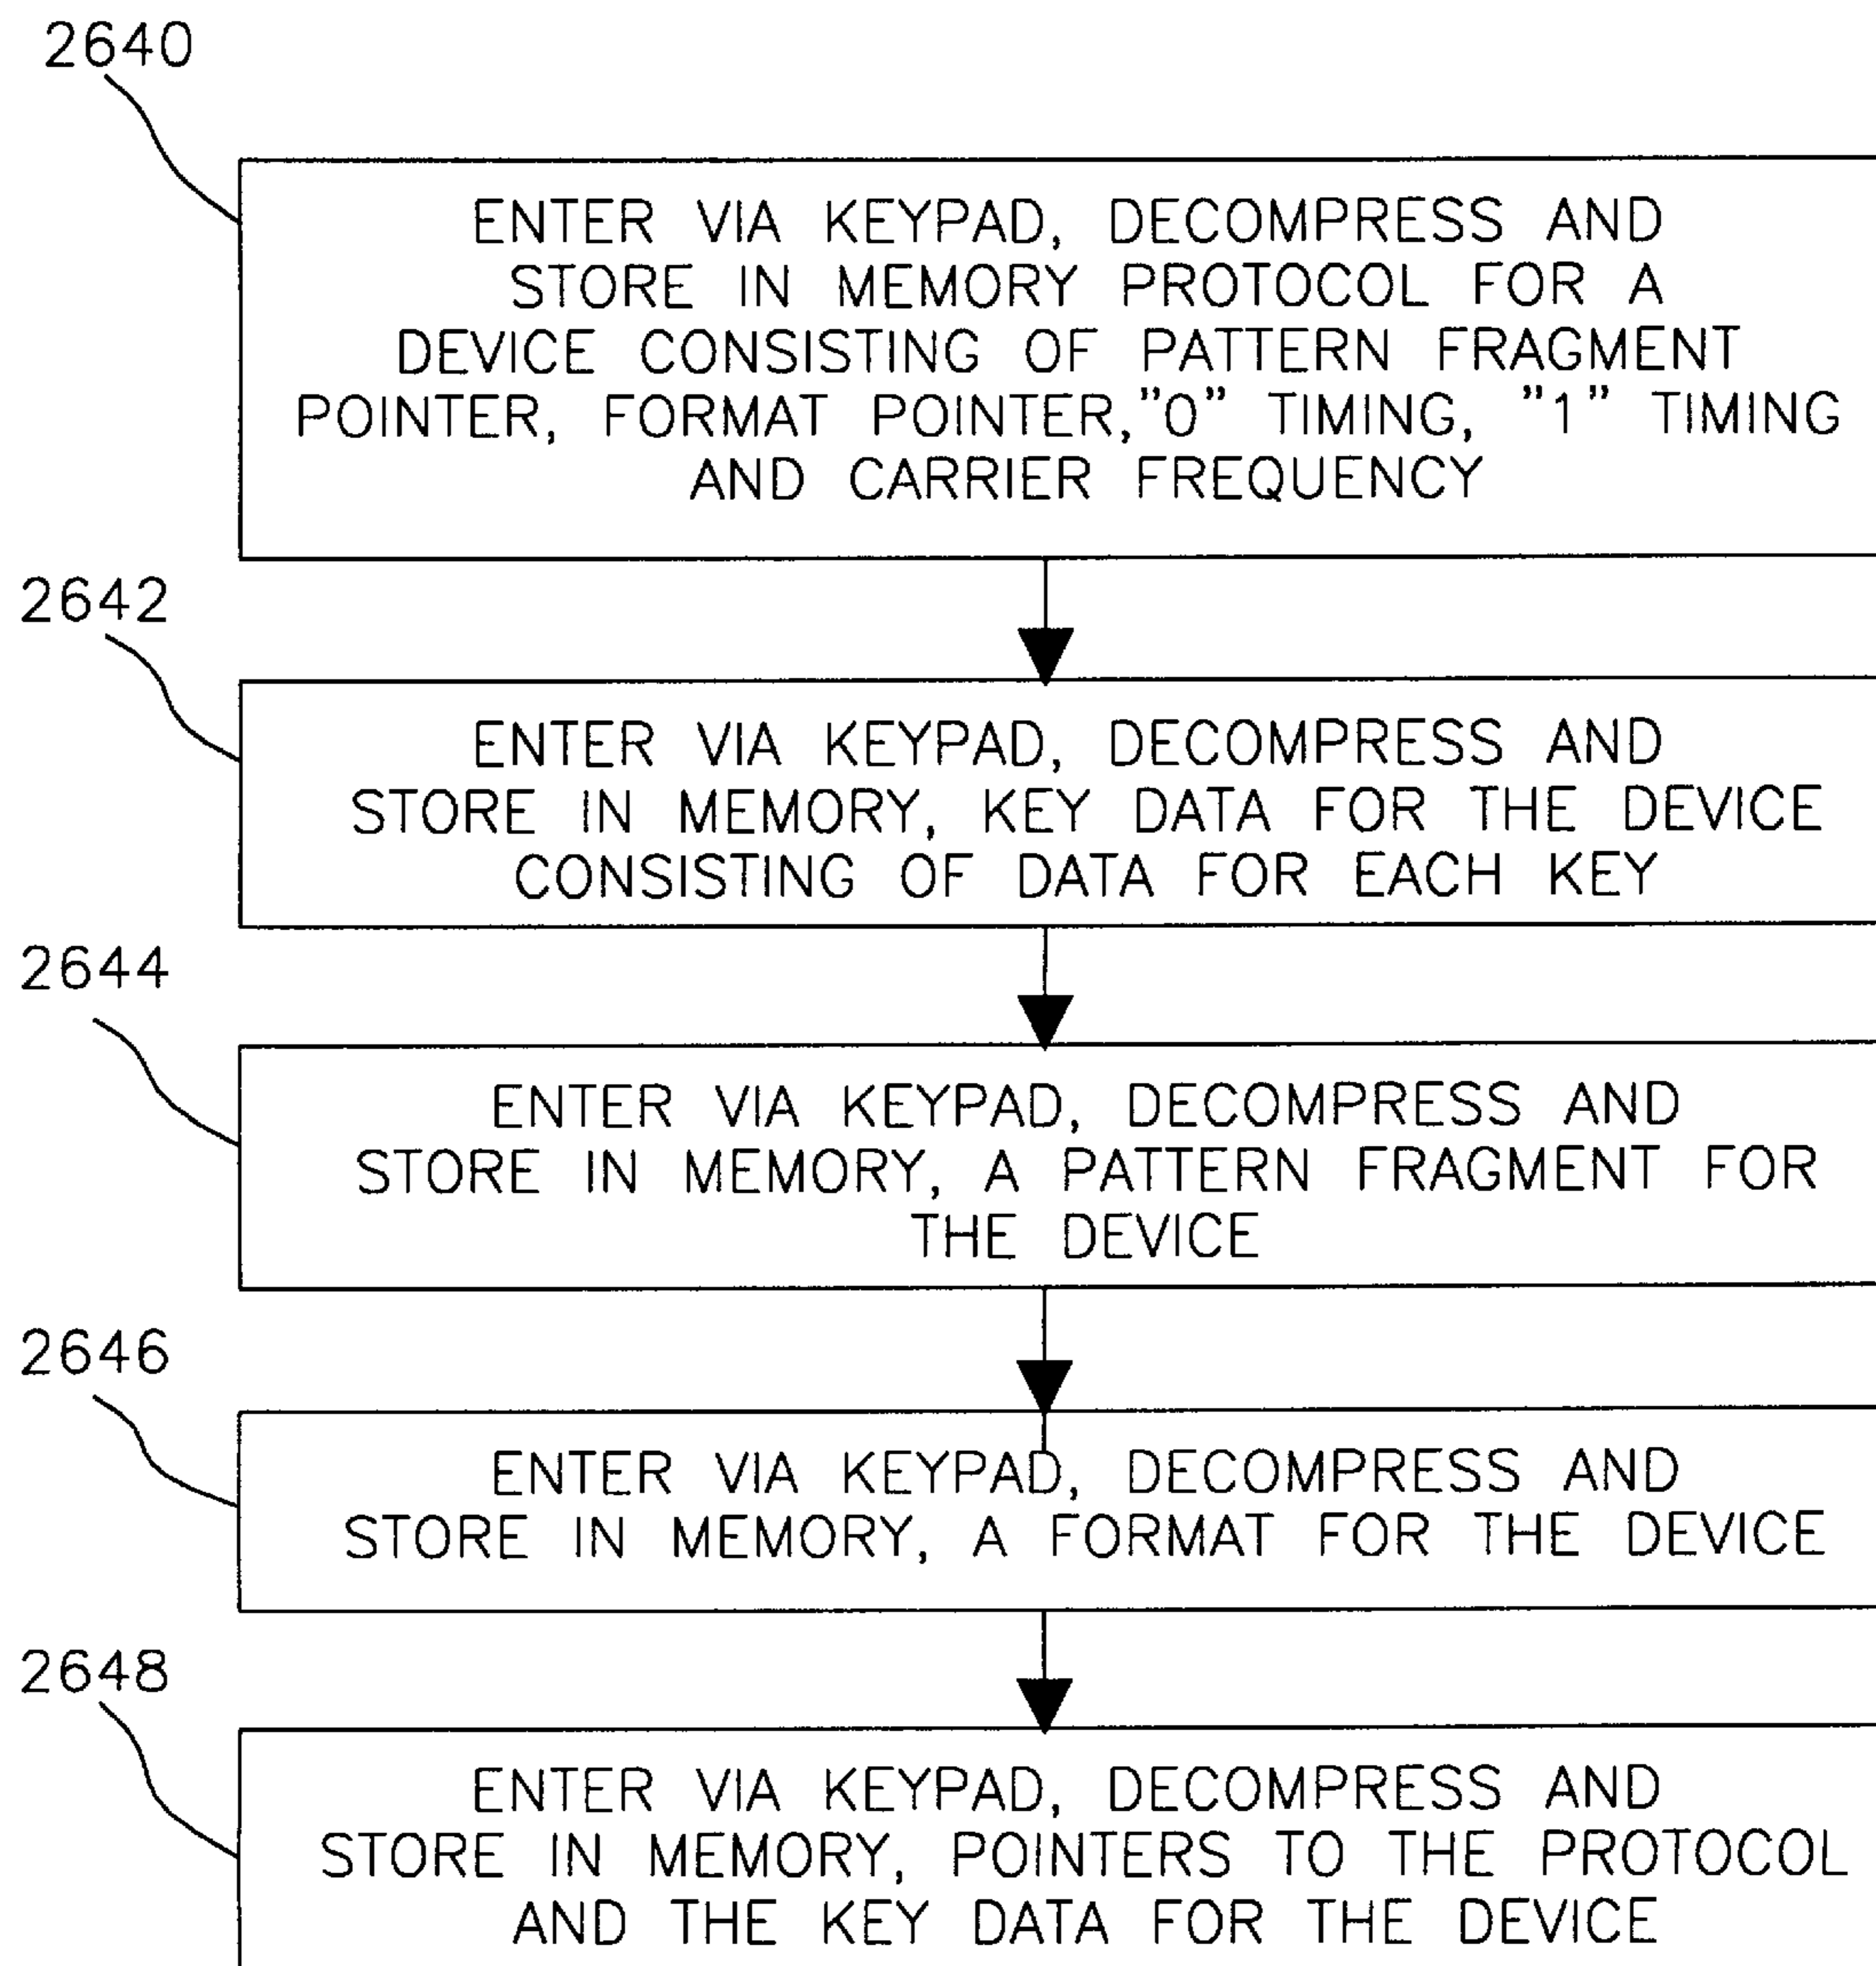 2640
ENTER VIA KEYPAD, DECOMPRESS AND
STORE IN MEMORY PROTOCOL FOR A
DEVICE CONSISTING OF PATTERN FRAGMENT
POINTER, FORMAT POINTER,"0" TIMING, "1" TIMING
AND CARRIER FREQUENCY
2642
ENTER VIA KEYPAD, DECOMPRESS AND
STORE IN MEMORY, KEY DATA FOR THE DEVICE
CONSISTING OF DATA FOR EACH KEY
2644
ENTER VIA KEYPAD, DECOMPRESS AND
STORE IN MEMORY, A PATTERN FRAGMENT FOR
THE DEVICE
2646
ENTER VIA KEYPAD, DECOMPRESS AND
STORE IN MEMORY, A FORMAT FOR THE DEVICE
2648
ENTER VIA KEYPAD, DECOMPRESS AND
STORE IN MEMORY, POINTERS TO THE PROTOCOL
AND THE KEY DATA FOR THE DEVICE